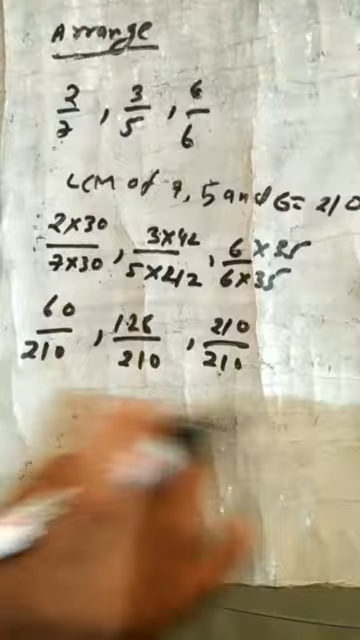 Arrange
2/7 , 3/5 , 6/6
LCM of 7, 5 and 6 = 210
2×30/7×30 , 3×42/5×42 , 6×35/6×35
60/210 , 126/210 , 210/210